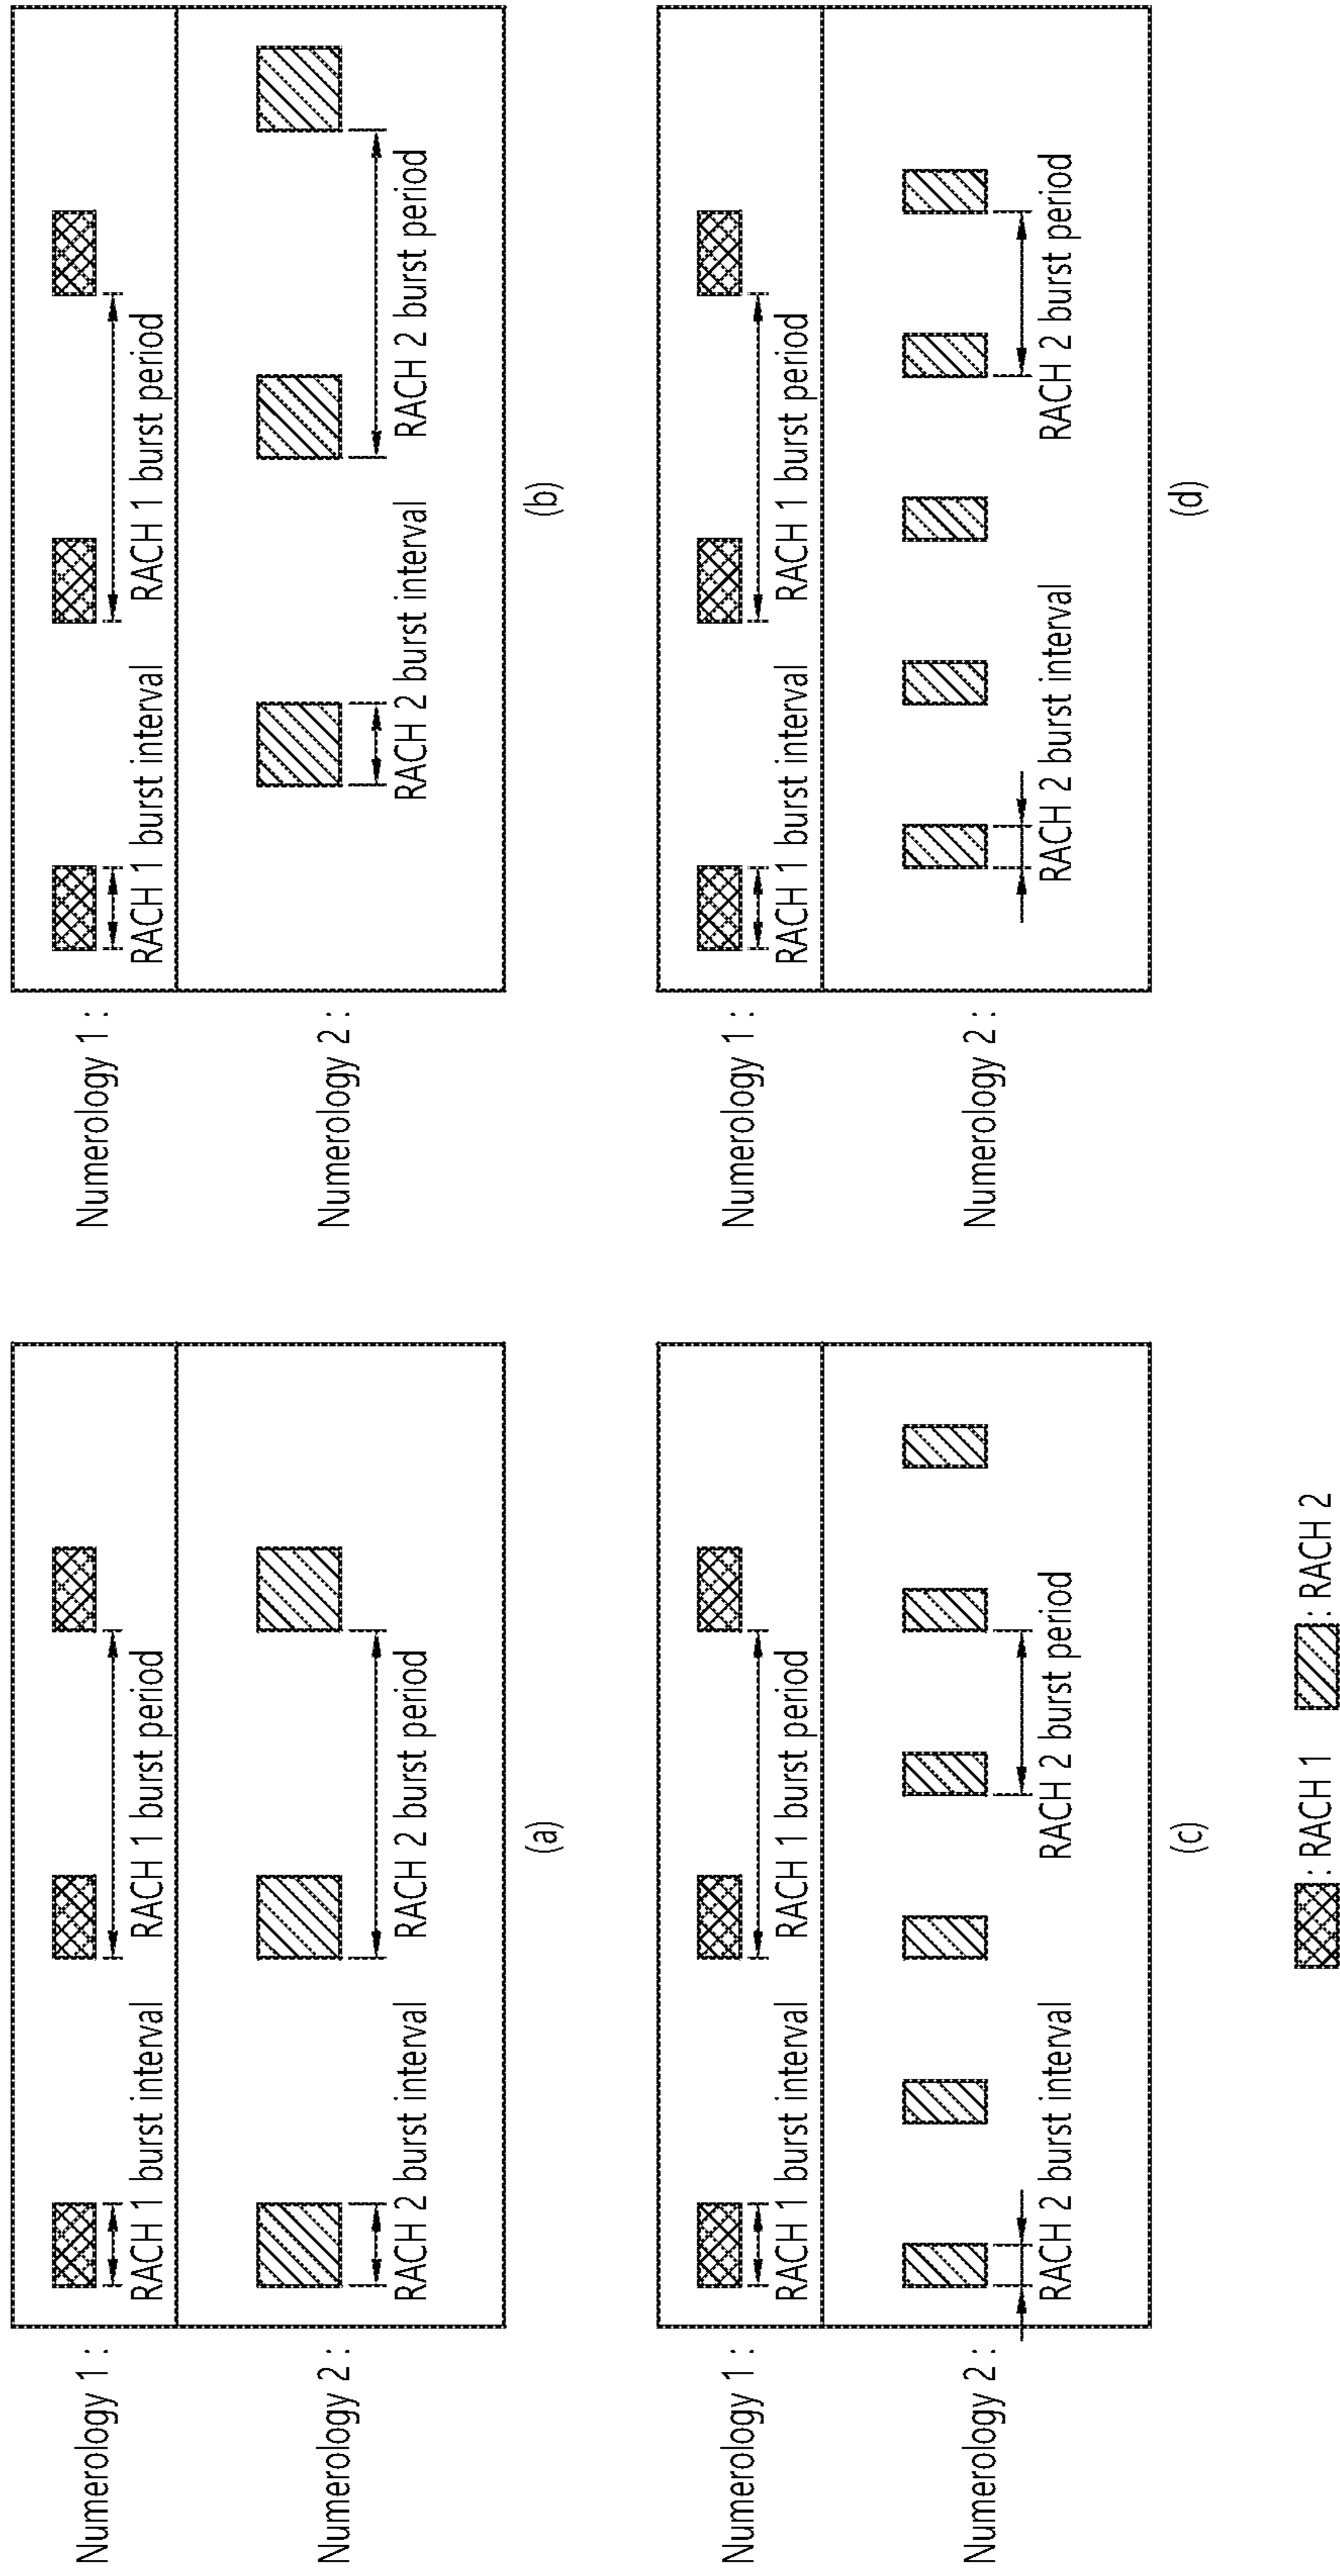 Numerology 1 :
RACH 1 burst interval
RACH 1 burst period
Numerology 2 :
RACH 2 burst interval
RACH 2 burst period
(a)
Numerology 1 :
RACH 1 burst interval
RACH 1 burst period
Numerology 2 :
RACH 2 burst interval
RACH 2 burst period
(b)
Numerology 1 :
RACH 1 burst interval
RACH 1 burst period
Numerology 2 :
RACH 2 burst interval
RACH 2 burst period
(c)
Numerology 1 :
RACH 1 burst interval
RACH 1 burst period
Numerology 2 :
RACH 2 burst interval
RACH 2 burst period
(d)
: RACH 1
: RACH 2